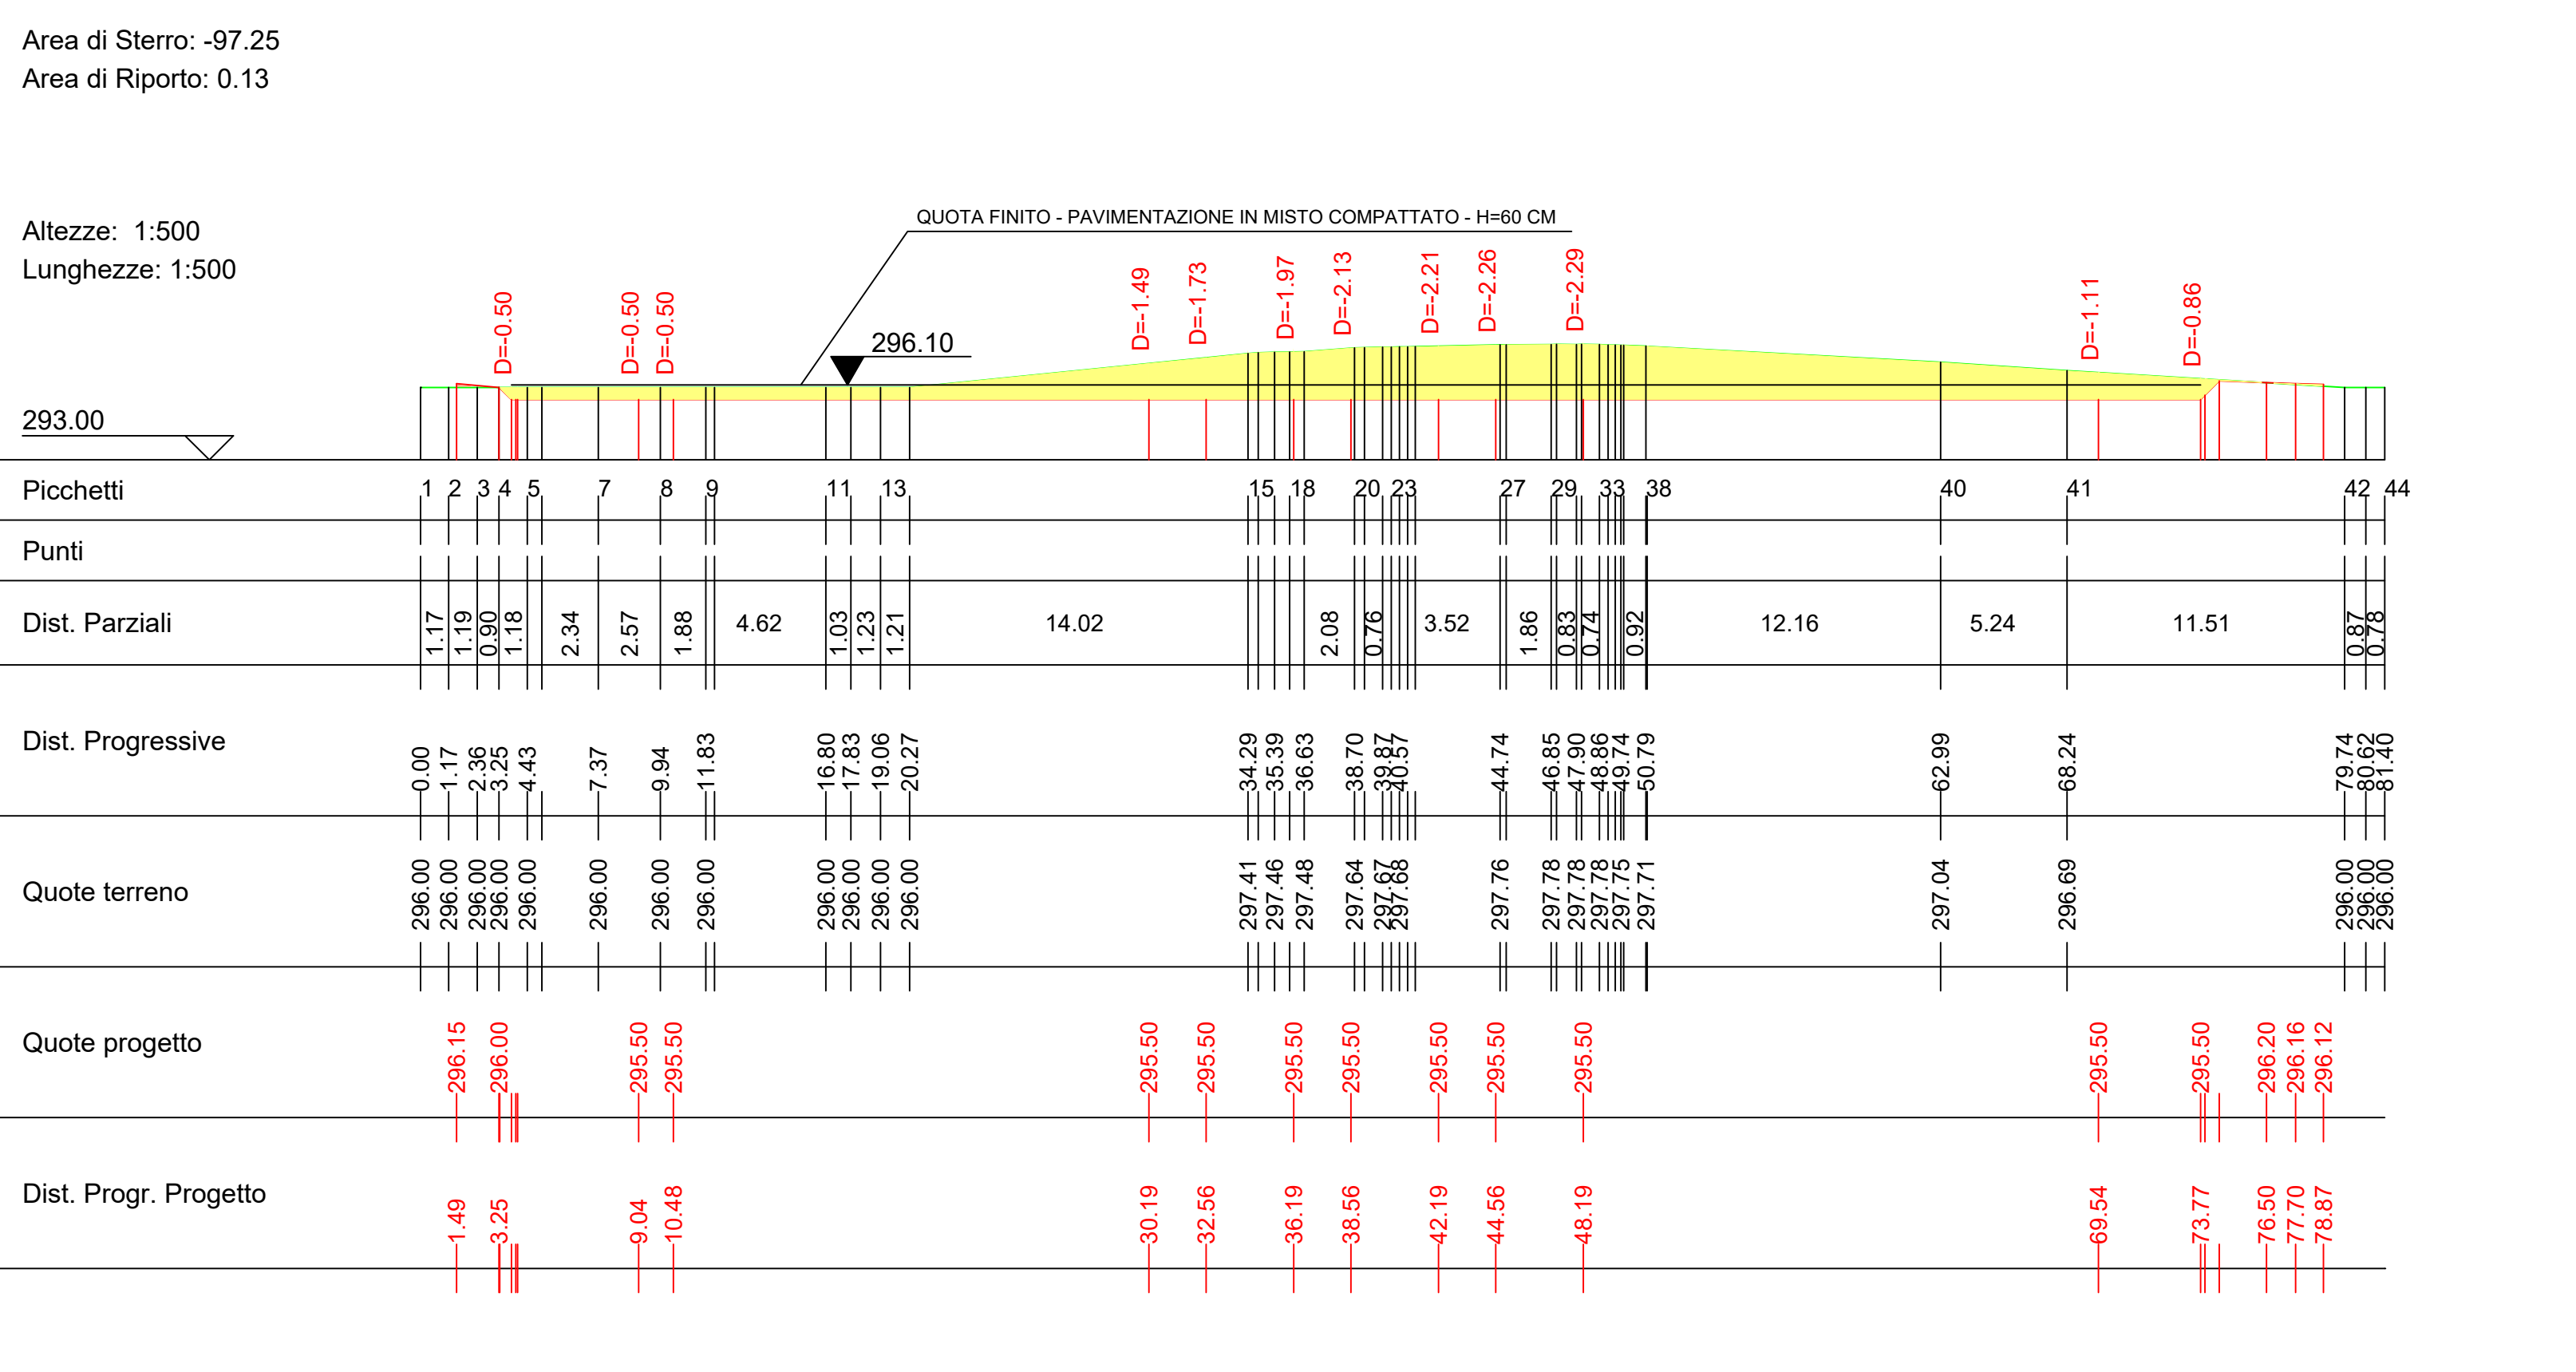 Area di Sterro: -97.25
Area di Riporto: 0.13
Altezze: 1:500
Lunghezze: 1:500
QUOTA FINITO - PAVIMENTAZIONE IN MISTO COMPATTATO - H=60 CM
D=-0.50 D=-0.50 D=-0.50 D=-1.49 D=-1.73 D=-1.97 D=-2.13 D=-2.21 D=-2.26 D=-2.29 D=-1.11 D=-0.86
296.10
293.00
Picchetti 1 2 3 4 5 7 8 9 11 13 15 18 20 23 27 29 33 38 40 41 42 44
Punti
Dist. Parziali 1.17 1.19 0.90 1.18 2.34 2.57 1.88 4.62 1.03 1.23 1.21 14.02 2.08 0.76 3.52 1.86 0.83 0.74 0.92 12.16 5.24 11.51 0.87 0.78
Dist. Progressive 0.00 1.17 2.36 3.25 4.43 7.37 9.94 11.83 16.80 17.83 19.06 20.27 34.29 35.39 36.63 38.70 39.87 40.57 44.74 46.85 47.90 48.86 49.74 50.79 62.99 68.24 79.74 80.62 81.40
Quote terreno 296.00 296.00 296.00 296.00 296.00 296.00 296.00 296.00 296.00 296.00 296.00 296.00 297.41 297.46 297.48 297.64 297.67 297.68 297.76 297.78 297.78 297.78 297.75 297.71 297.04 296.69 296.00 296.00 296.00
Quote progetto 296.15 296.00 295.50 295.50 295.50 295.50 295.50 295.50 295.50 295.50 295.50 295.50 295.50 296.20 296.16 296.12
Dist. Progr. Progetto 1.49 3.25 9.04 10.48 30.19 32.56 36.19 38.56 42.19 44.56 48.19 69.54 73.77 76.50 77.70 78.87